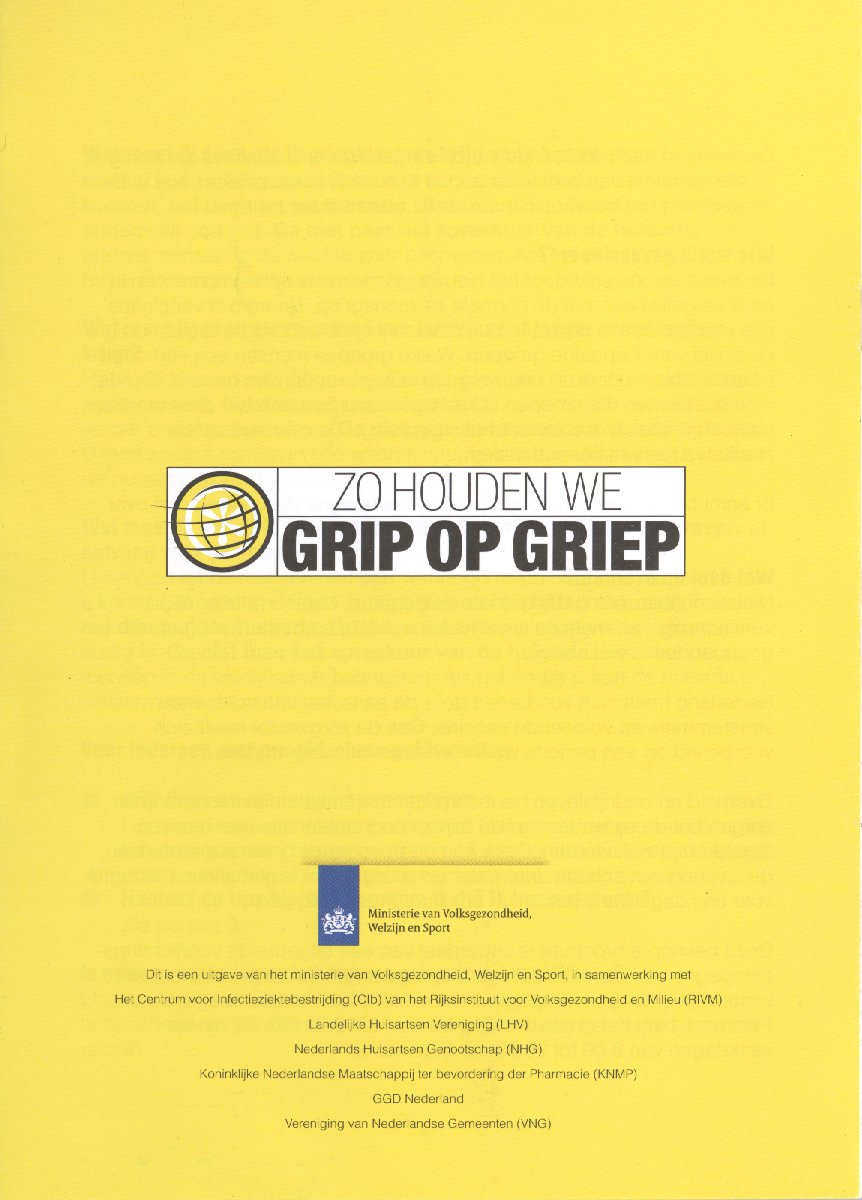 ZO HOUDEN WE
GRIP OP GRIEP
Ministerie van Volksgezondheid,
Welzijn en Sport
Dit is een uitgave van het ministerie van Volksgezondheid, Welzijn en Sport, in samenwerking met
Het Centrum voor Infectieziektebestrijding (CIb) van het Rijksinstituut voor Volksgezondheid en Milieu (RIVM)
Landelijke Huisartsen Vereniging (LHV)
Nederlands Huisartsen Genootschap (NHG)
Koninklijke Nederlandse Maatschappij ter bevordering der Pharmacie (KNMP)
GGD Nederland
Vereniging van Nederlandse Gemeenten (VNG)